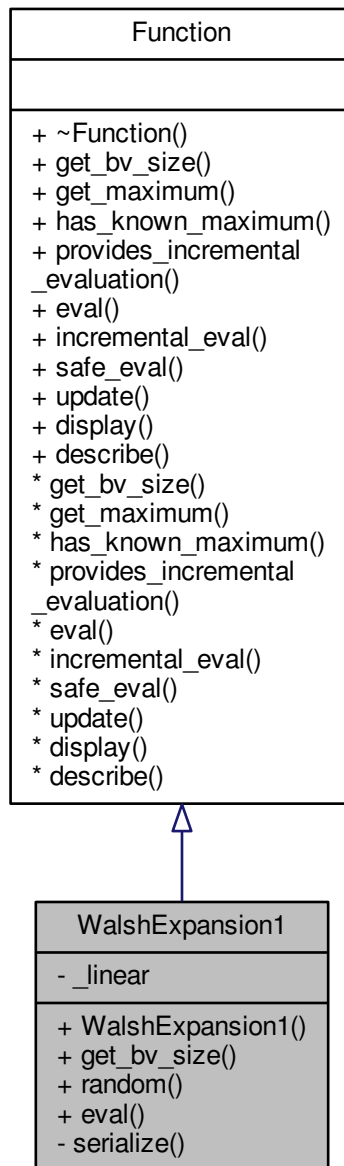 Function
+ ~Function()
+ get_bv_size()
+ get_maximum()
+ has_known_maximum()
+ provides_incremental
_evaluation()
+ eval()
+ incremental_eval()
+ safe_eval()
+ update()
+ display()
+ describe()
* get_bv_size()
* get_maximum()
* has_known_maximum()
* provides_incremental
_evaluation()
* eval()
* incremental_eval()
* safe_eval()
* update()
* display()
* describe()
WalshExpansion1
- _linear
+ WalshExpansion1()
+ get_bv_size()
+ random()
+ eval()
- serialize()